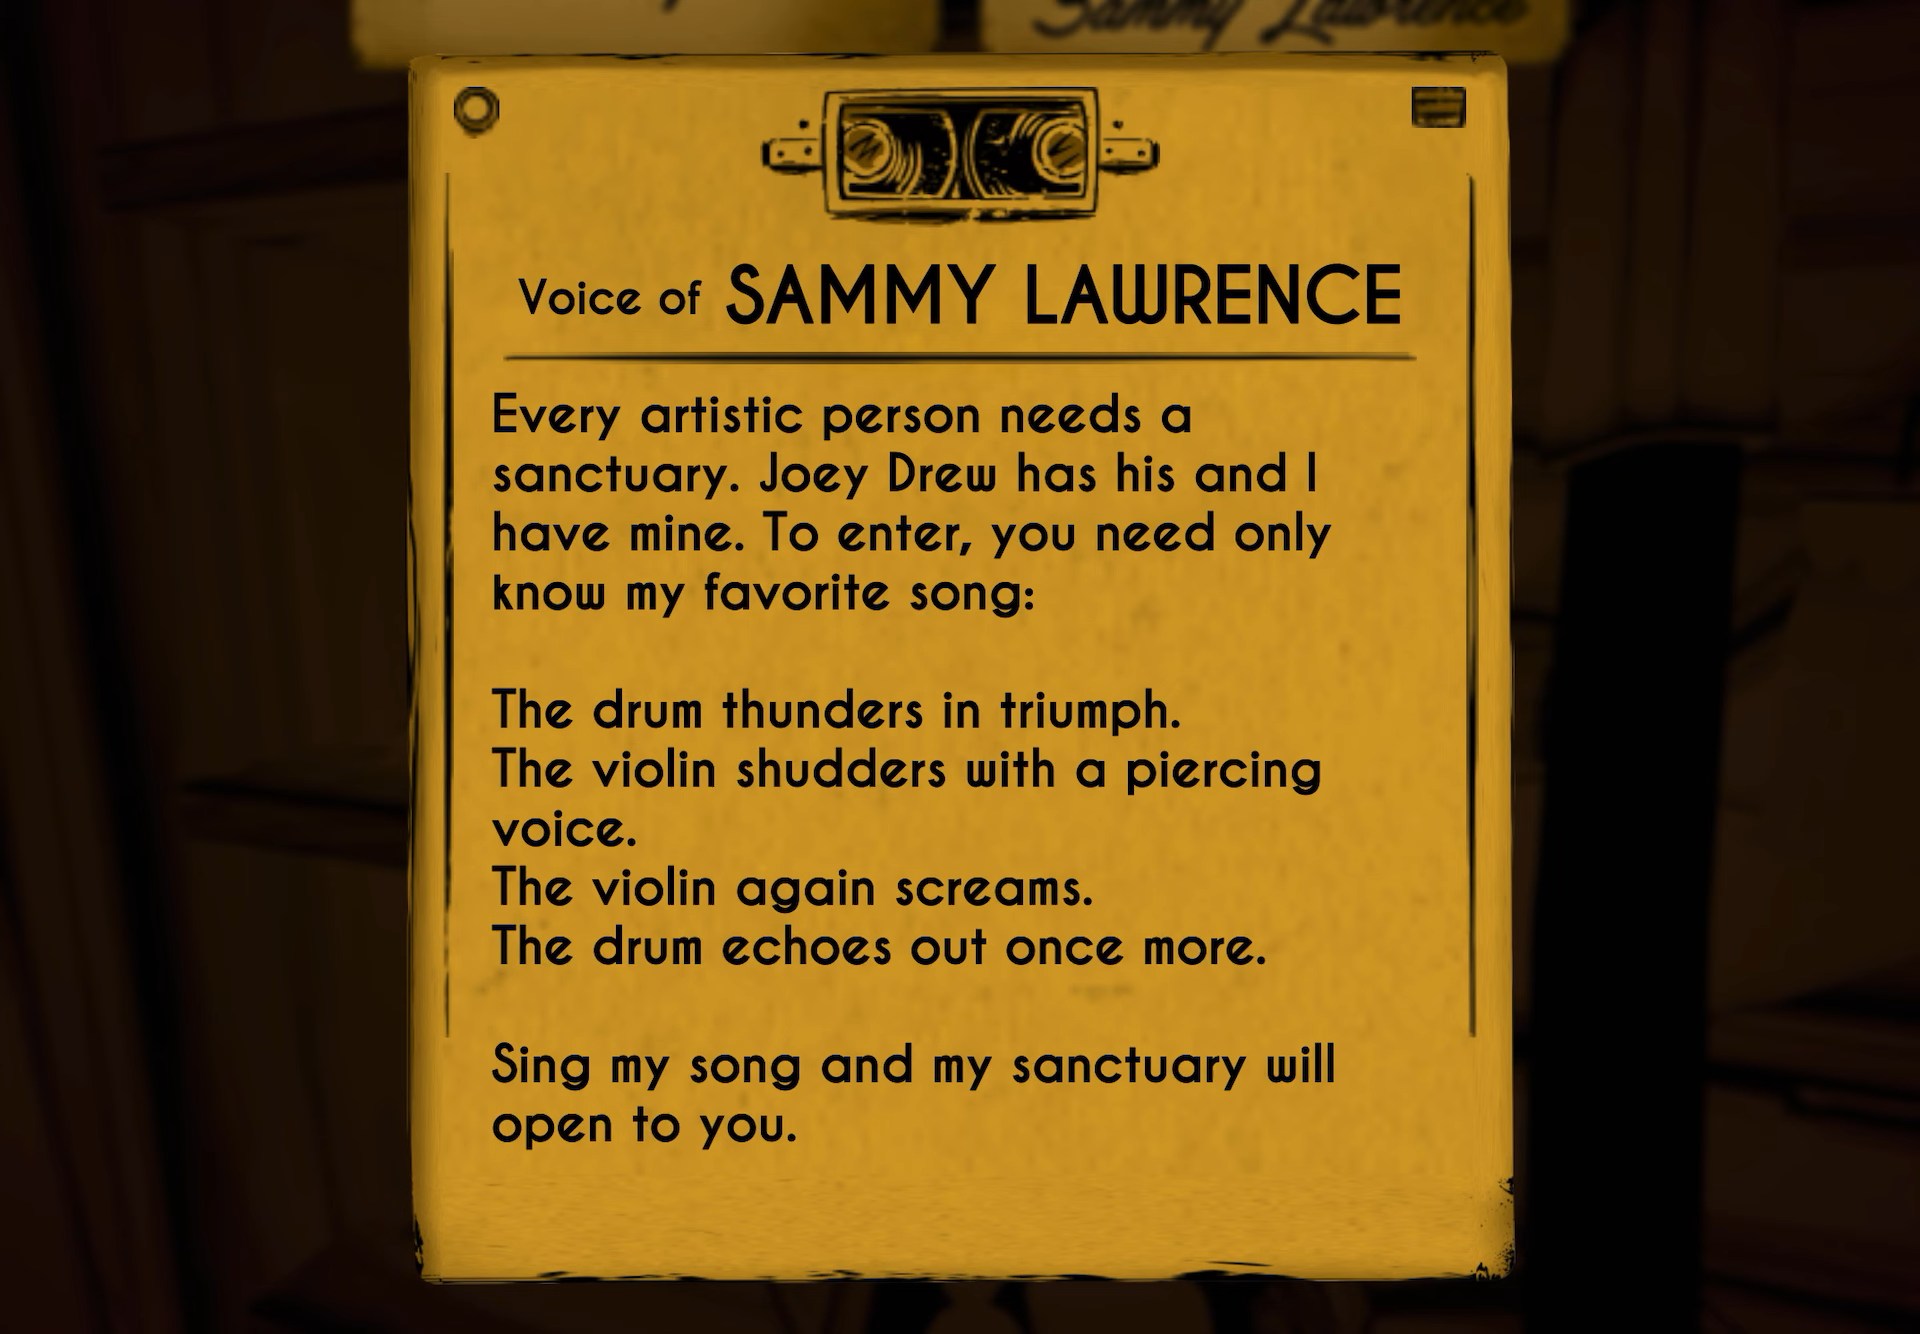 Sammy Lawrence
Voice of SAMMY LAWRENCE
Every artistic person needs a
sanctuary. Joey Drew has his and I
have mine. To enter, you need only
know my favorite song:
The drum thunders in triumph.
The violin shudders with a piercing
voice.
The violin again screams.
The drum echoes out once more.
Sing my song and my sanctuary will
open to you.